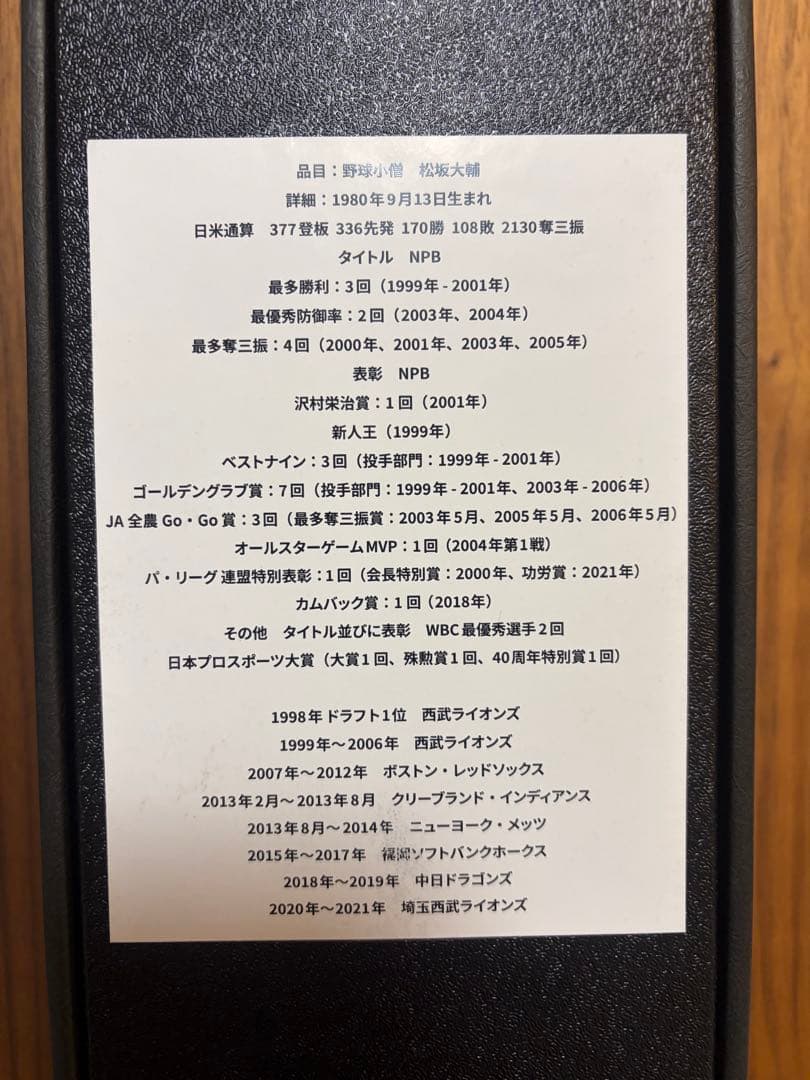 品目：野球小僧　松坂大輔
詳細：1980年9月13日生まれ
日米通算　377登板 336先発 170勝 108敗 2130奪三振
タイトル　NPB
最多勝利：3回（1999年 - 2001年）
最優秀防御率：2回（2003年、2004年）
最多奪三振：4回（2000年、2001年、2003年、2005年）
表彰　NPB
沢村栄治賞：1回（2001年）
新人王（1999年）
ベストナイン：3回（投手部門：1999年 - 2001年）
ゴールデングラブ賞：7回（投手部門：1999年 - 2001年、2003年 - 2006年）
JA 全農 Go・Go 賞：3回（最多奪三振賞：2003年5月、2005年5月、2006年5月）
オールスターゲームMVP：1回（2004年第1戦）
パ・リーグ 連盟特別表彰：1回（会長特別賞：2000年、功労賞：2021年）
カムバック賞：1回（2018年）
その他　タイトル並びに表彰　WBC最優秀選手2回
日本プロスポーツ大賞（大賞1回、殊勲賞1回、40周年特別賞1回）
1998年ドラフト1位　西武ライオンズ
1999年～2006年　西武ライオンズ
2007年～2012年　ボストン・レッドソックス
2013年2月～2013年8月　クリーブランド・インディアンス
2013年8月～2014年　ニューヨーク・メッツ
2015年～2017年　福岡ソフトバンクホークス
2018年～2019年　中日ドラゴンズ
2020年～2021年　埼玉西武ライオンズ